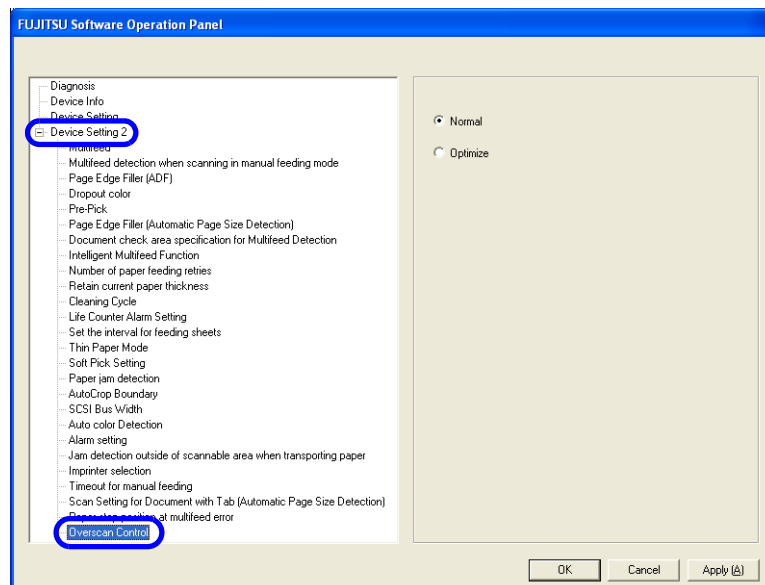 FUJITSU Software Operation Panel
Diagnosis
Device Info
Device Setting
Device Setting 2
Multifeed
Multifeed detection when scanning in manual feeding mode
Page Edge Filler (ADF)
Dropout color
Pre-Pick
Page Edge Filler (Automatic Page Size Detection)
Document check area specification for Multifeed Detection
Intelligent Multifeed Function
Number of paper feeding retries
Retain current paper thickness
Cleaning Cycle
Life Counter Alarm Setting
Set the interval for feeding sheets
Thin Paper Mode
Soft Pick Setting
Paper jam detection
AutoCrop Boundary
SCSI Bus Width
Auto color Detection
Alarm setting
Jam detection outside of scannable area when transporting paper
Imprinter selection
Timeout for manual feeding
Scan Setting for Document with Tab (Automatic Page Size Detection)
Paper stop position at multifeed error
Overscan Control
Normal
Optimize
OK Cancel Apply (A)